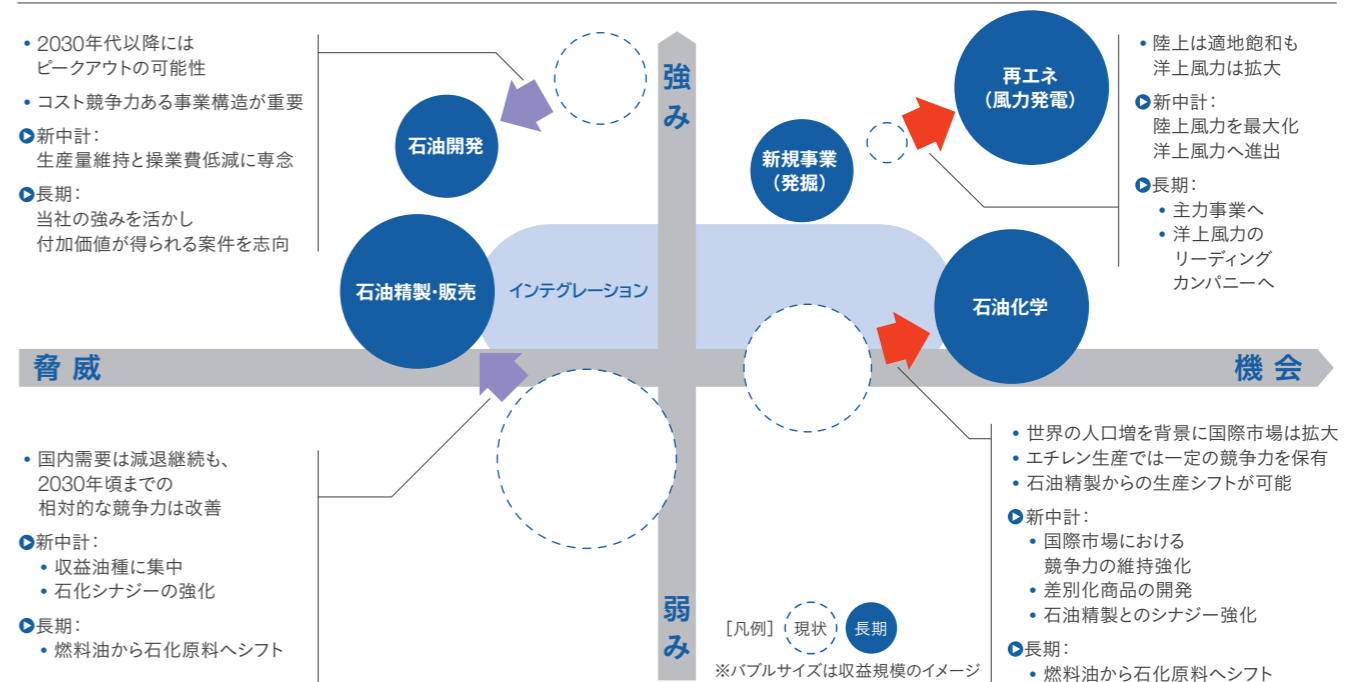 • 2030年代以降には
ピークアウトの可能性
• コスト競争力ある事業構造が重要
新中計：
生産量維持と操業費低減に専念
長期：
当社の強みを活かし
付加価値が得られる案件を志向
石油開発
強み
新規事業
（発掘）
再エネ
（風力発電）
• 陸上は適地飽和も
洋上風力は拡大
新中計：
陸上風力を最大化
洋上風力へ進出
長期：
• 主力事業へ
• 洋上風力の
リーディング
カンパニーへ
石油精製・販売
インテグレーション
石油化学
脅威
機会
• 国内需要は減退継続も、
2030年頃までの
相対的な競争力は改善
新中計：
• 収益油種に集中
• 石化シナジーの強化
長期：
• 燃料油から石化原料へシフト
弱み
[凡例] 現状 長期
※バブルサイズは収益規模のイメージ
• 世界の人口増を背景に国際市場は拡大
• エチレン生産では一定の競争力を保有
• 石油精製からの生産シフトが可能
新中計：
• 国際市場における
競争力の維持強化
• 差別化商品の開発
• 石油精製とのシナジー強化
長期：
• 燃料油から石化原料へシフト